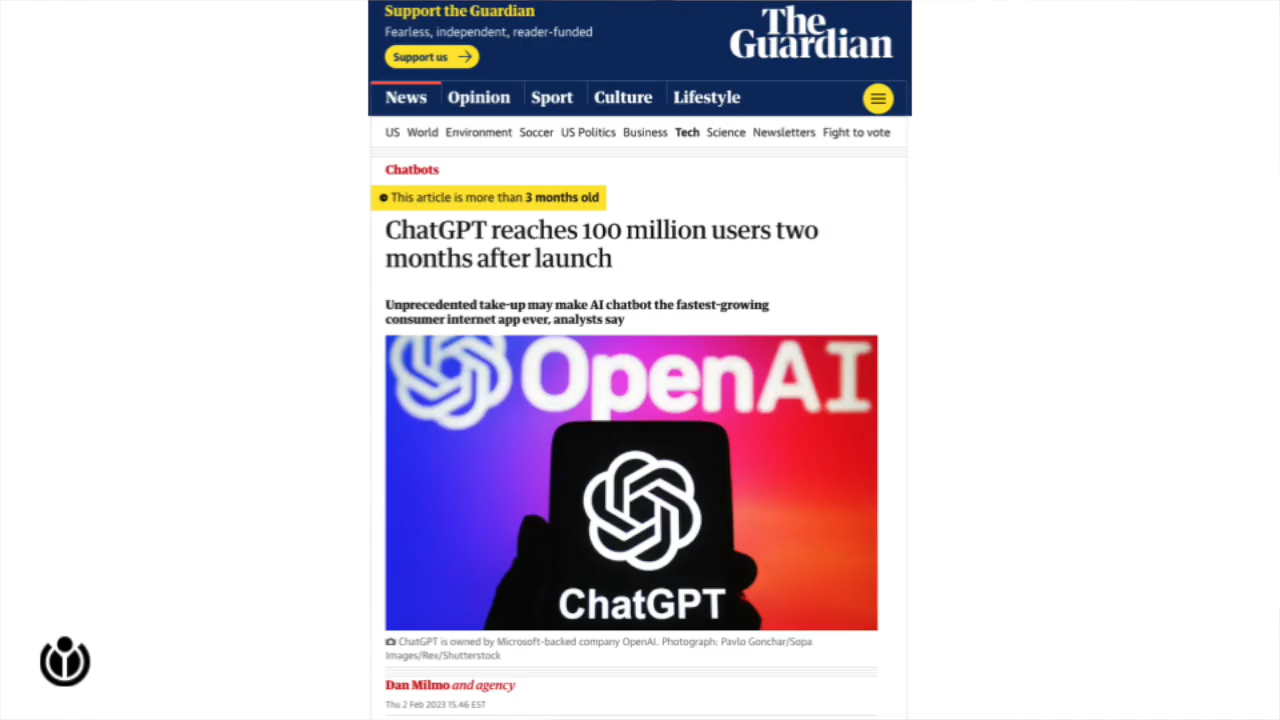 Support the Guardian
Fearless, independent, reader-funded
Support us
The
Guardian
News Opinion Sport Culture Lifestyle
US World Environment Soccer US Politics Business Tech Science Newsletters Fight to vote
Chatbots
This article is more than 3 months old
ChatGPT reaches 100 million users two
months after launch
Unprecedented take-up may make AI chatbot the fastest-growing
consumer internet app ever, analysts say
OpenAI
ChatGPT
ChatGPT is owned by Microsoft-backed company OpenAI. Photograph: Pavlo Gonchar/Sopa
Images/Rex/Shutterstock
Dan Milmo and agency
Thu 2 Feb 2023 15.46 EST